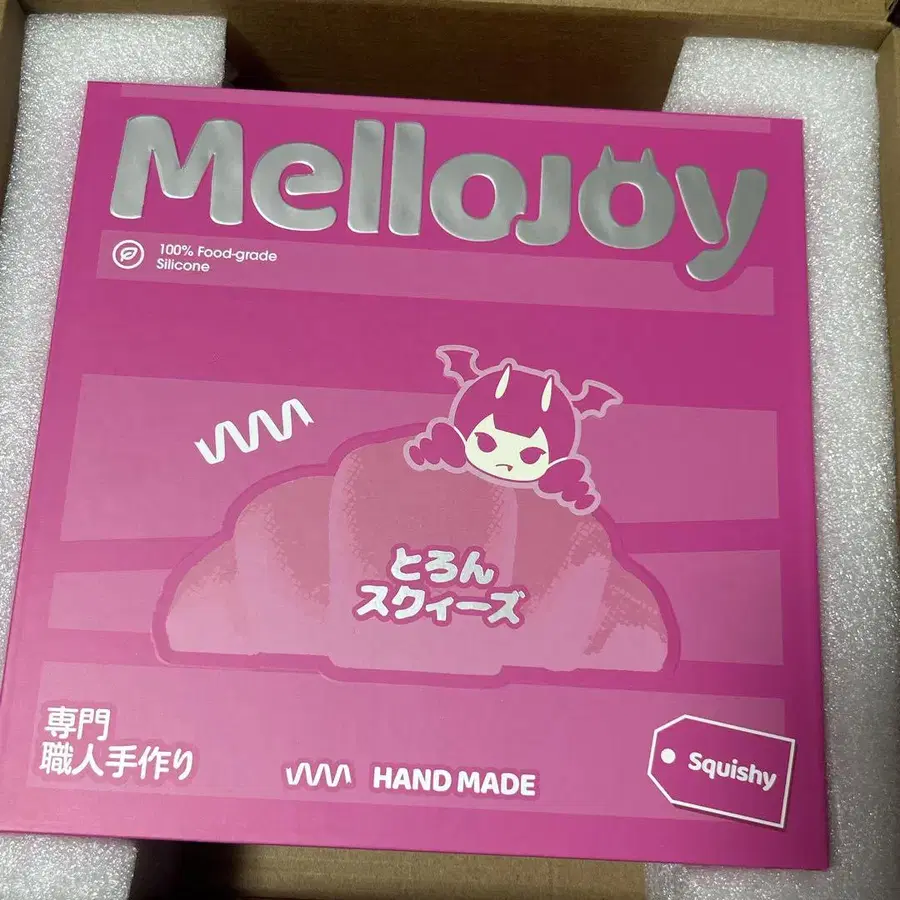 Mellojoy
100% Food-grade
Silicone
とろん
スクィーズ
専門
職人手作り
HAND MADE
Squishy